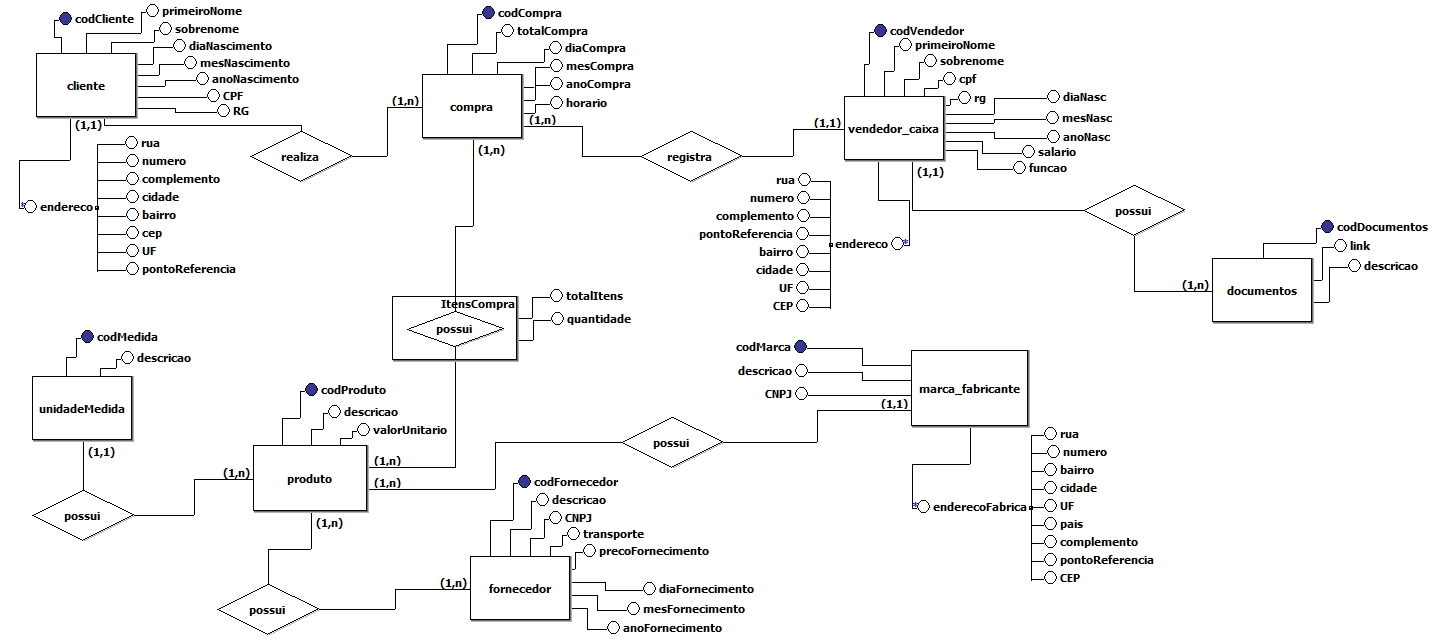 codCliente
primeiroNome
sobrenome
diaNascimento
mesNascimento
anoNascimento
CPF
RG
cliente
(1,1)
rua
numero
complemento
cidade
bairro
cep
UF
pontoReferencia
* endereco
realiza
(1,n)
codCompra
totalCompra
diaCompra
mesCompra
anoCompra
horario
compra
(1,n)
(1,n)
registra
(1,1)
codVendedor
primeiroNome
sobrenome
cpf
rg
diaNasc
mesNasc
anoNasc
salario
funcao
vendedor_caixa
(1,1)
rua
numero
complemento
pontoReferencia
bairro
cidade
UF
CEP
endereco *
possui
(1,n)
codDocumentos
link
descricao
documentos
ItensCompra
possui
totalItens
quantidade
codMedida
descricao
unidadeMedida
(1,1)
possui
(1,n)
codProduto
descricao
valorUnitario
produto
(1,n)
(1,n)
(1,n)
possui
(1,1)
codMarca
descricao
CNPJ
marca_fabricante
rua
numero
bairro
cidade
UF
pais
complemento
pontoReferencia
CEP
* enderecoFabrica
possui
(1,n)
codFornecedor
descricao
CNPJ
transporte
precoFornecimento
diaFornecimento
mesFornecimento
anoFornecimento
fornecedor